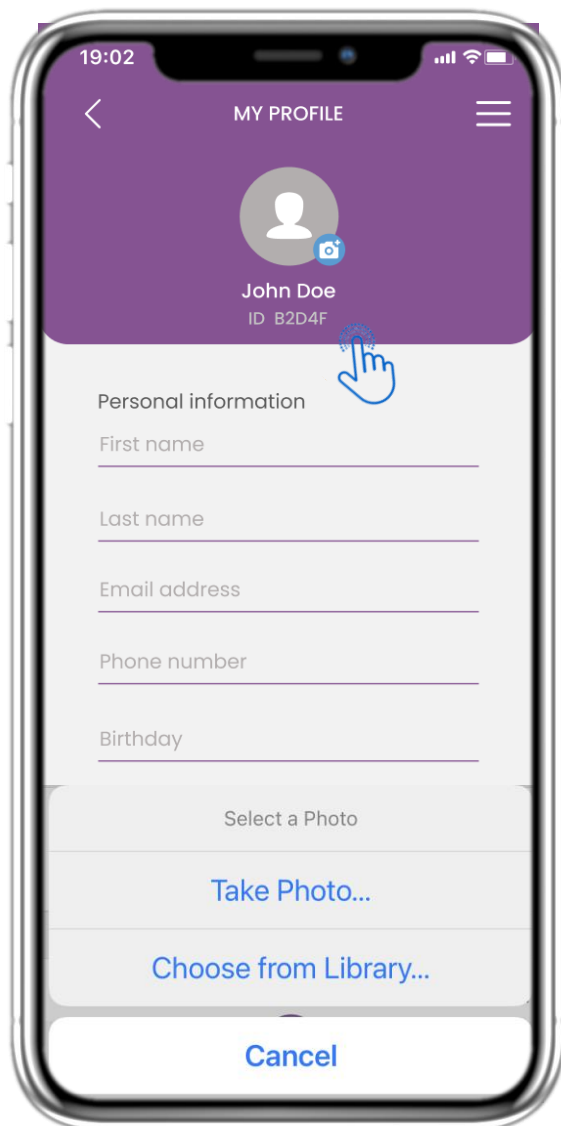 19:02
MY PROFILE
John Doe
ID B2D4F
Personal information
First name
Last name
Email address
Phone number
Birthday
Select a Photo
Take Photo...
Choose from Library...
Cancel